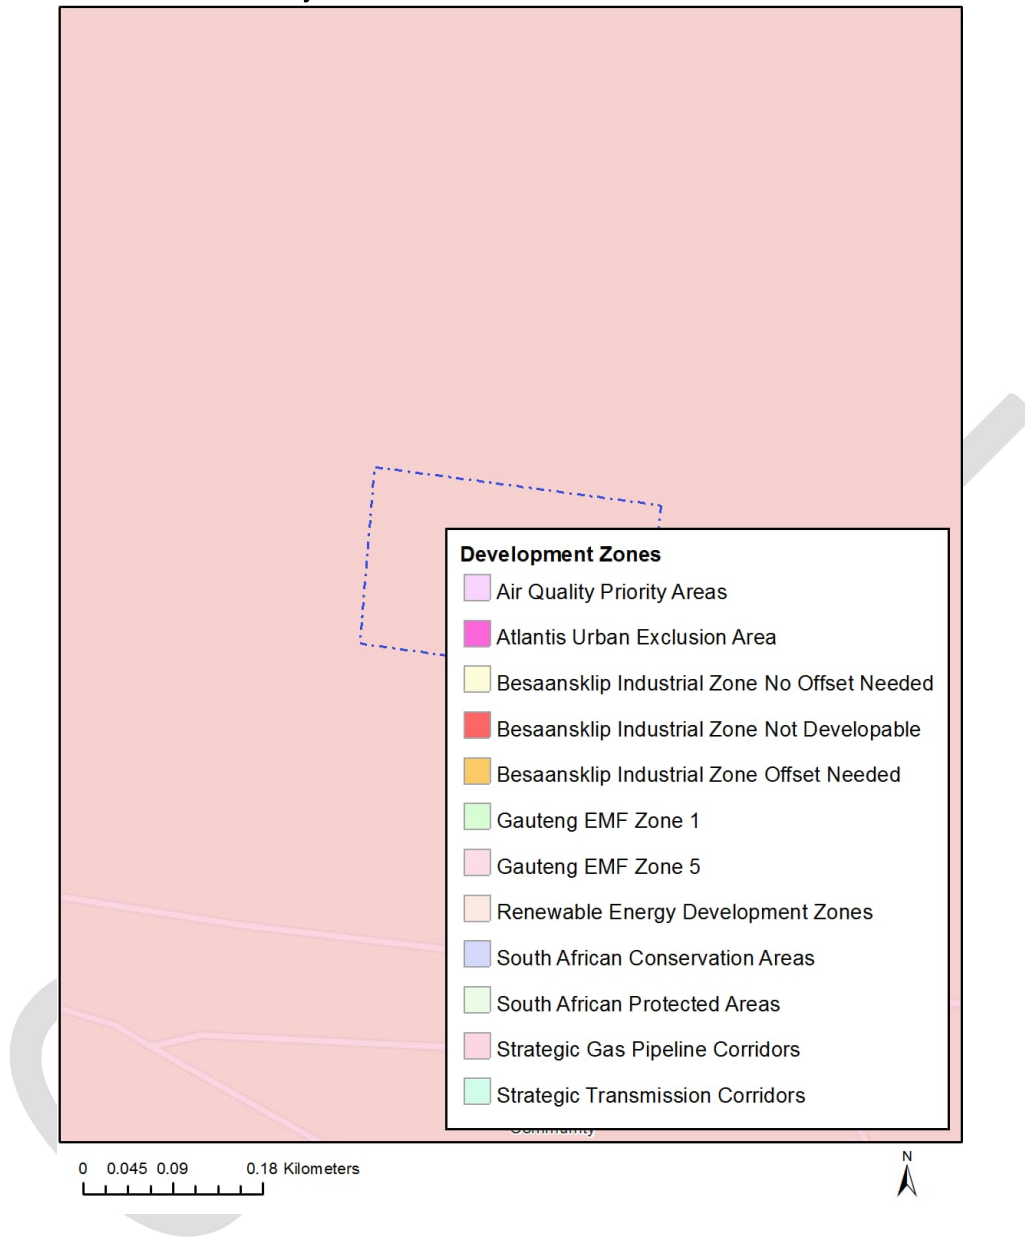 Development Zones
Air Quality Priority Areas
Atlantis Urban Exclusion Area
Besaansklip Industrial Zone No Offset Needed
Besaansklip Industrial Zone Not Developable
Besaansklip Industrial Zone Offset Needed
Gauteng EMF Zone 1
Gauteng EMF Zone 5
Renewable Energy Development Zones
South African Conservation Areas
South African Protected Areas
Strategic Gas Pipeline Corridors
Strategic Transmission Corridors
Community
0 0.045 0.09 0.18 Kilometers
N